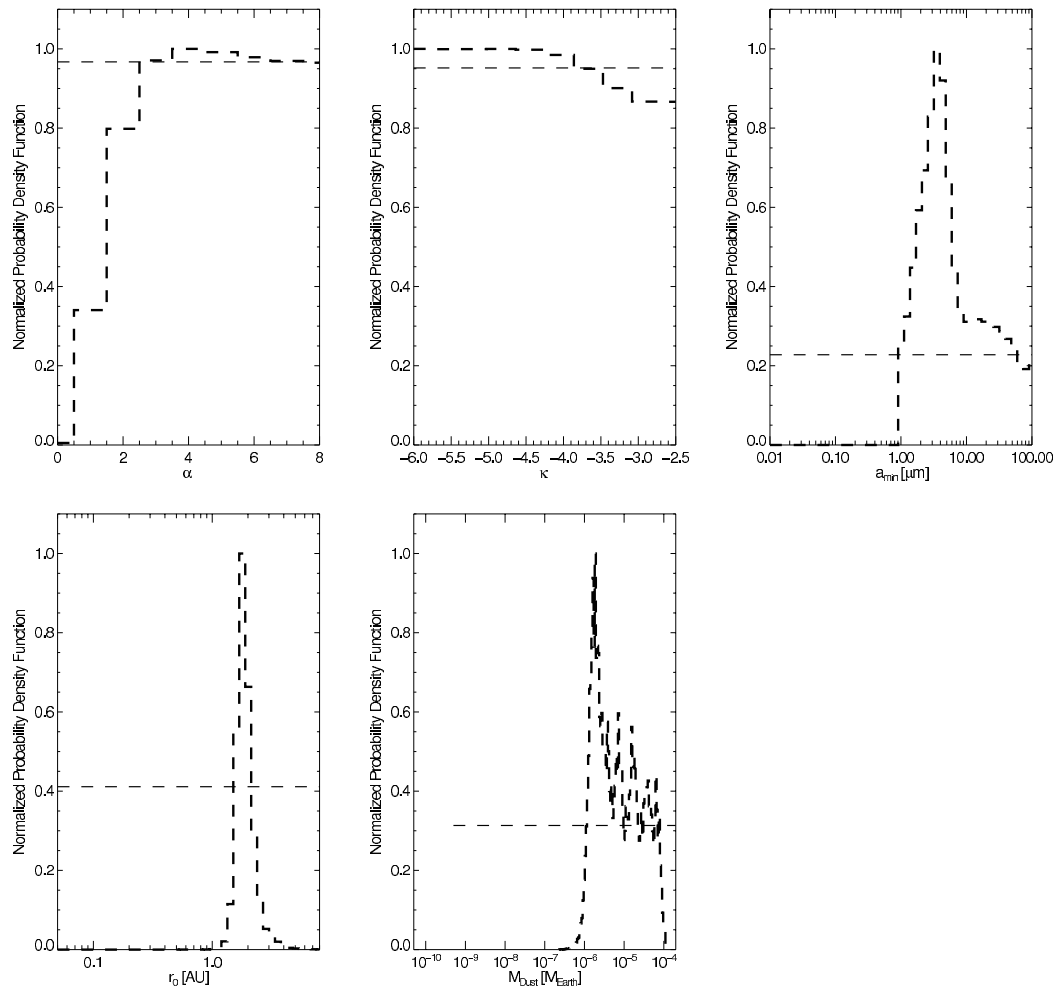 Normalized Probability Density Function
1.0
0.8
0.6
0.4
0.2
0.0
0 2 4 6 8
α
Normalized Probability Density Function
1.0
0.8
0.6
0.4
0.2
0.0
−6.0 −5.5 −5.0 −4.5 −4.0 −3.5 −3.0 −2.5
κ
Normalized Probability Density Function
1.0
0.8
0.6
0.4
0.2
0.0
0.01 0.10 1.00 10.00 100.00
a_min [μm]
Normalized Probability Density Function
1.0
0.8
0.6
0.4
0.2
0.0
0.1 1.0
r_0 [AU]
Normalized Probability Density Function
1.0
0.8
0.6
0.4
0.2
0.0
10⁻¹⁰ 10⁻⁹ 10⁻⁸ 10⁻⁷ 10⁻⁶ 10⁻⁵ 10⁻⁴
M_Dust [M_Earth]